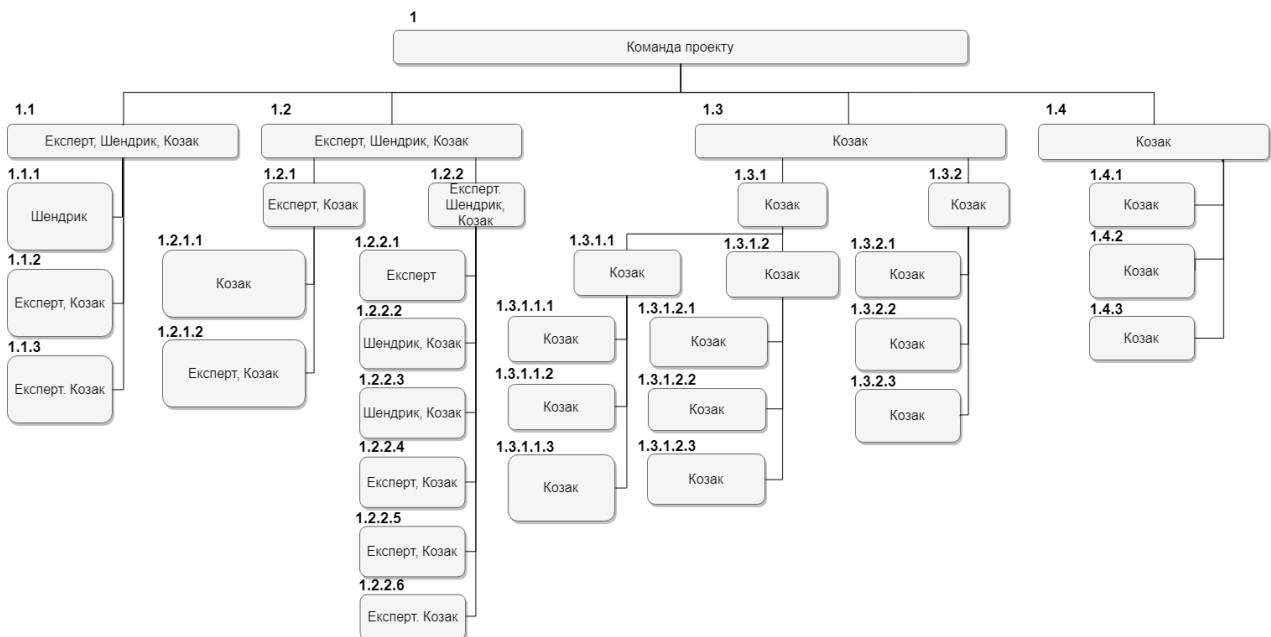 1
Команда проекту
1.1
Експерт, Шендрик, Козак
1.1.1
Шендрик
1.1.2
Експерт, Козак
1.1.3
Експерт. Козак
1.2
Експерт, Шендрик, Козак
1.2.1
Експерт, Козак
1.2.1.1
Козак
1.2.1.2
Експерт, Козак
1.2.2
Експерт.
Шендрик,
Козак
1.2.2.1
Експерт
1.2.2.2
Шендрик, Козак
1.2.2.3
Шендрик, Козак
1.2.2.4
Експерт, Козак
1.2.2.5
Експерт, Козак
1.2.2.6
Експерт. Козак
1.3
Козак
1.3.1
Козак
1.3.1.1
Козак
1.3.1.1.1
Козак
1.3.1.1.2
Козак
1.3.1.1.3
Козак
1.3.1.2
Козак
1.3.1.2.1
Козак
1.3.1.2.2
Козак
1.3.1.2.3
Козак
1.3.2
Козак
1.3.2.1
Козак
1.3.2.2
Козак
1.3.2.3
Козак
1.4
Козак
1.4.1
Козак
1.4.2
Козак
1.4.3
Козак